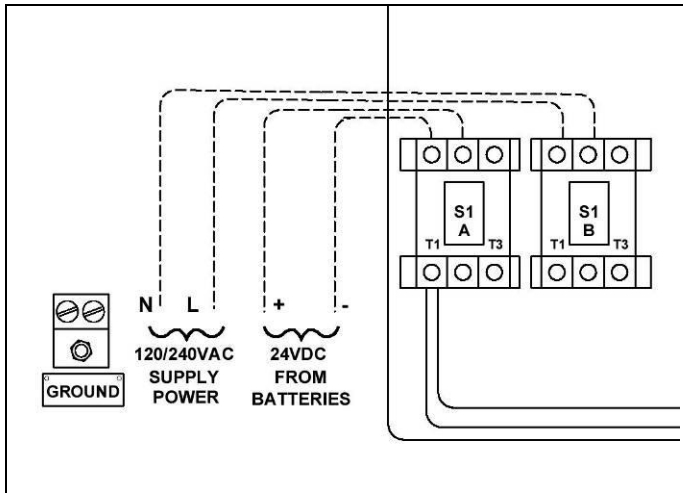 S1
A
T1
T3
S1
B
T1
T3
N
L
+
-
120/240VAC
SUPPLY
POWER
24VDC
FROM
BATTERIES
GROUND